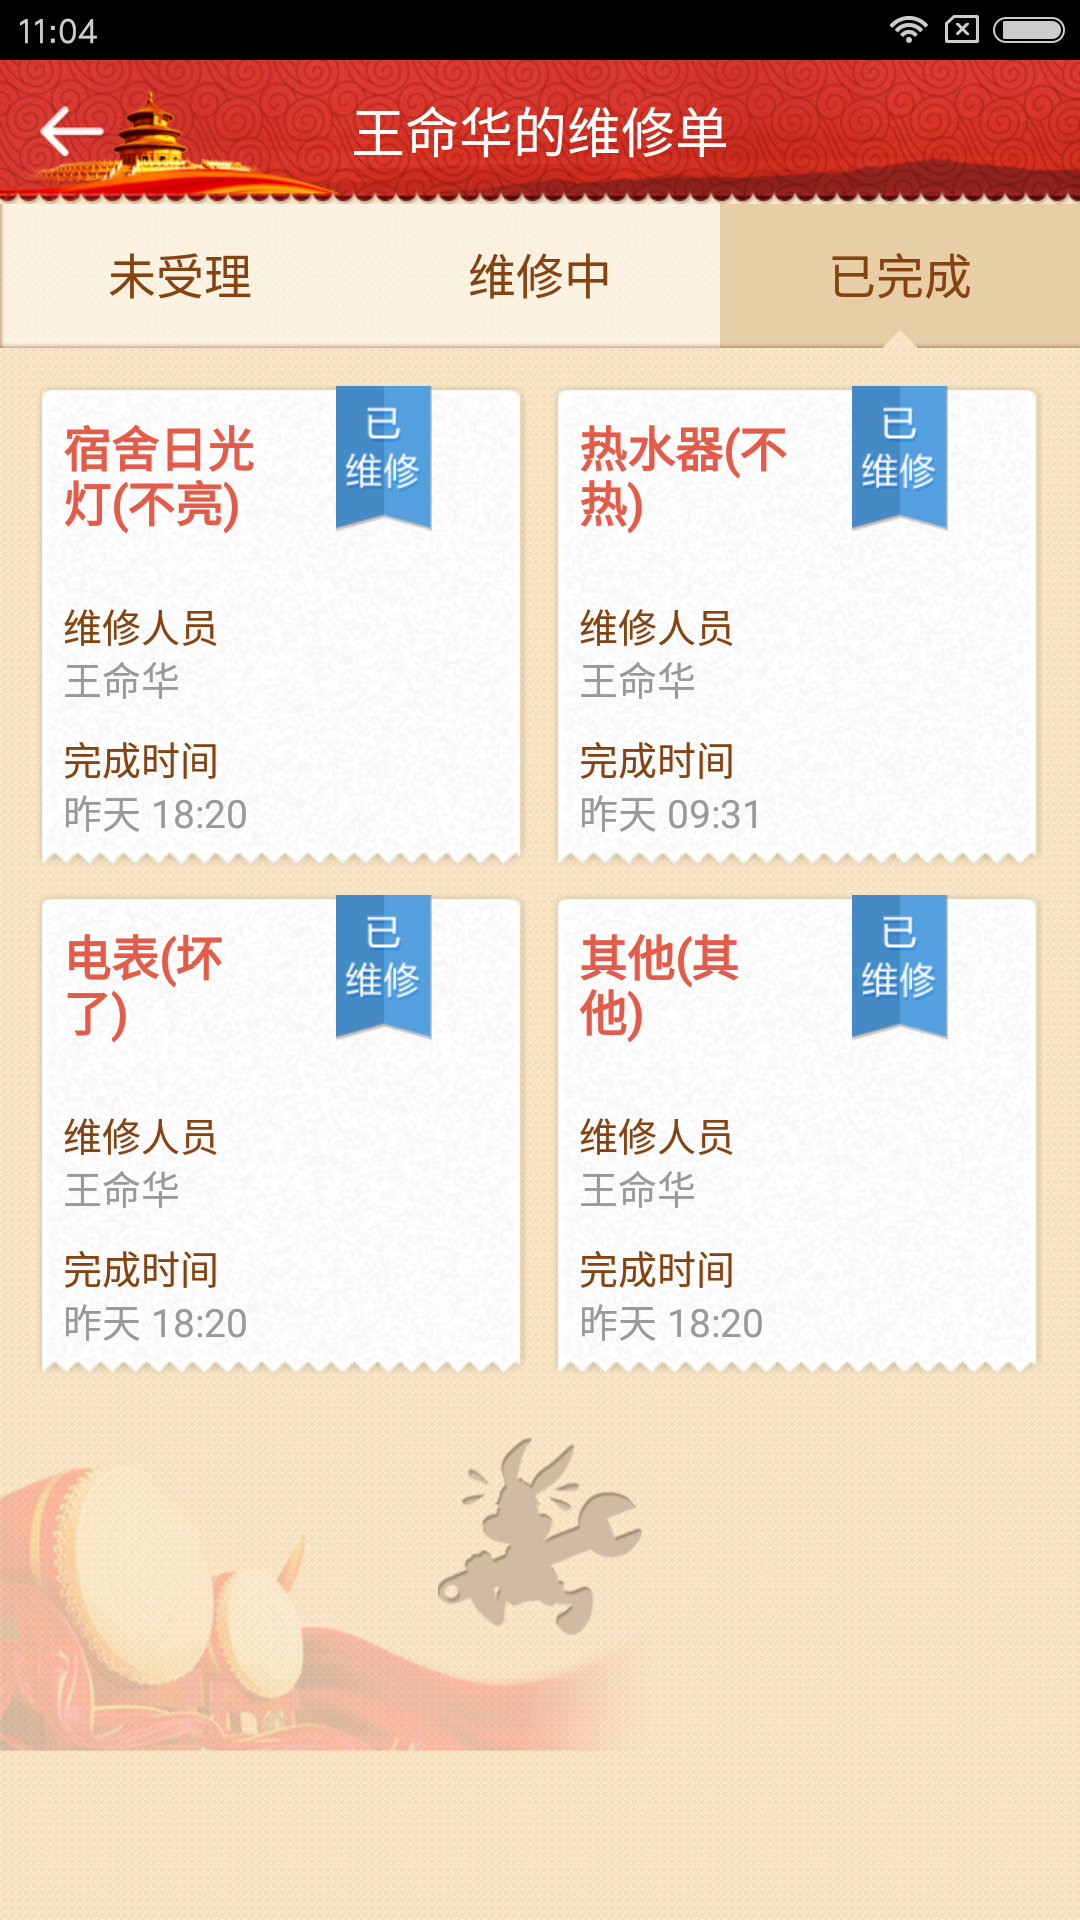 11:04
王命华的维修单
未受理
维修中
已完成
宿舍日光
灯(不亮)
已
维修
维修人员
王命华
完成时间
昨天 18:20
热水器(不
热)
已
维修
维修人员
王命华
完成时间
昨天 09:31
电表(坏
了)
已
维修
维修人员
王命华
完成时间
昨天 18:20
其他(其
他)
已
维修
维修人员
王命华
完成时间
昨天 18:20